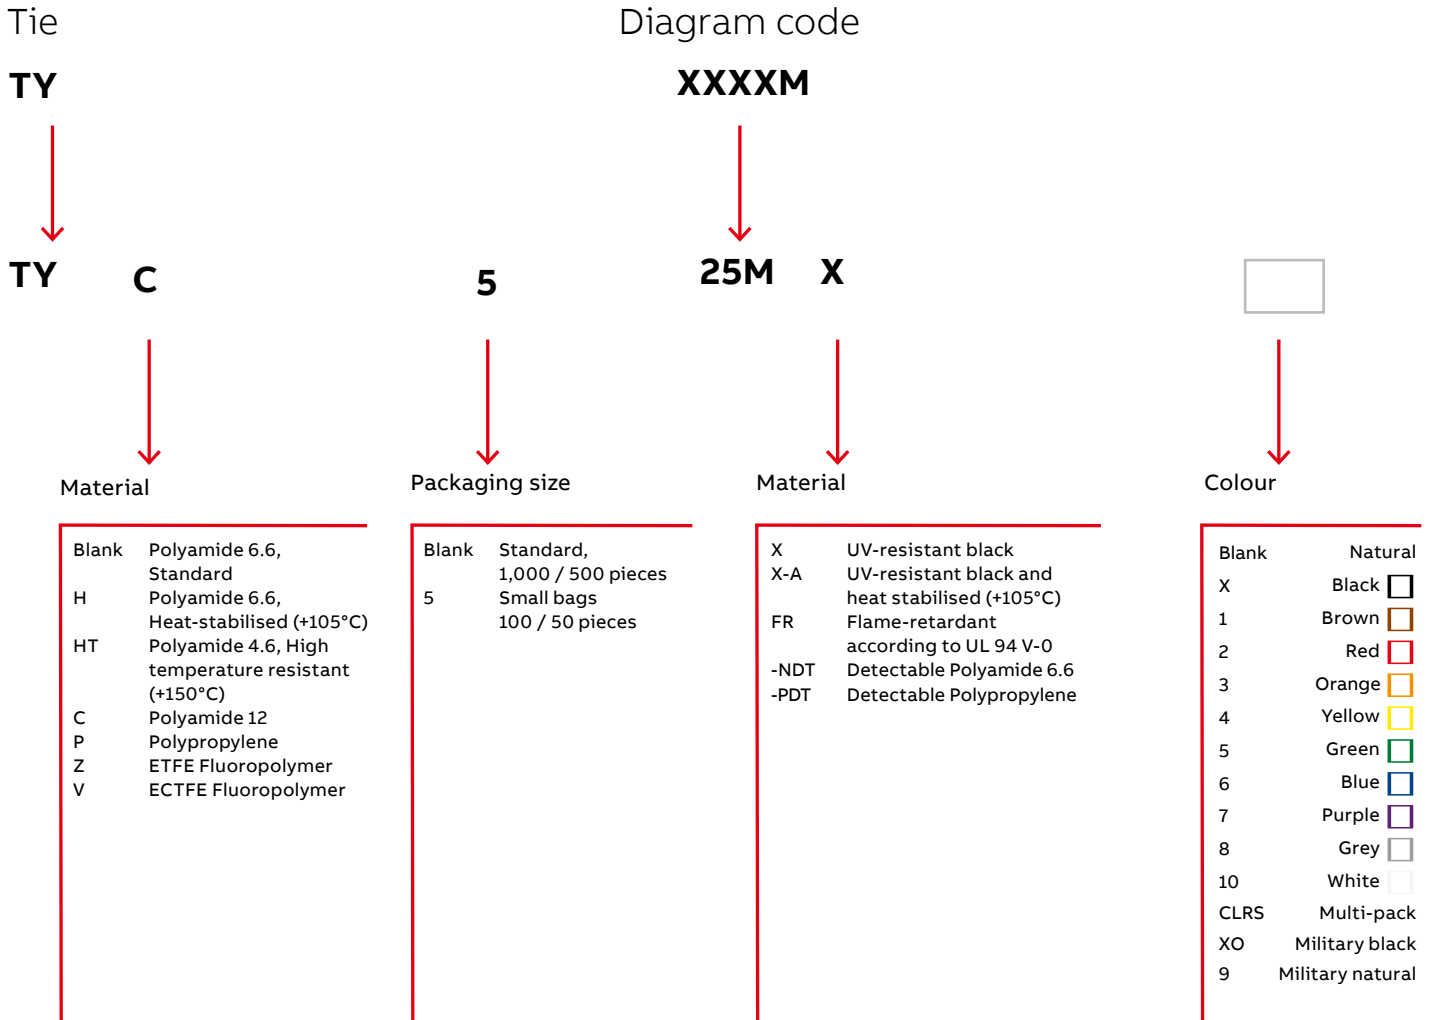 Tie
Diagram code
TY
XXXXM
TY C 5 25M X
Material
Blank Polyamide 6.6,
Standard
H Polyamide 6.6,
Heat-stabilised (+105°C)
HT Polyamide 4.6, High
temperature resistant
(+150°C)
C Polyamide 12
P Polypropylene
Z ETFE Fluoropolymer
V ECTFE Fluoropolymer
Packaging size
Blank Standard,
1,000 / 500 pieces
5 Small bags
100 / 50 pieces
Material
X UV-resistant black
X-A UV-resistant black and
heat stabilised (+105°C)
FR Flame-retardant
according to UL 94 V-0
-NDT Detectable Polyamide 6.6
-PDT Detectable Polypropylene
Colour
Blank Natural
X Black
1 Brown
2 Red
3 Orange
4 Yellow
5 Green
6 Blue
7 Purple
8 Grey
10 White
CLRS Multi-pack
XO Military black
9 Military natural